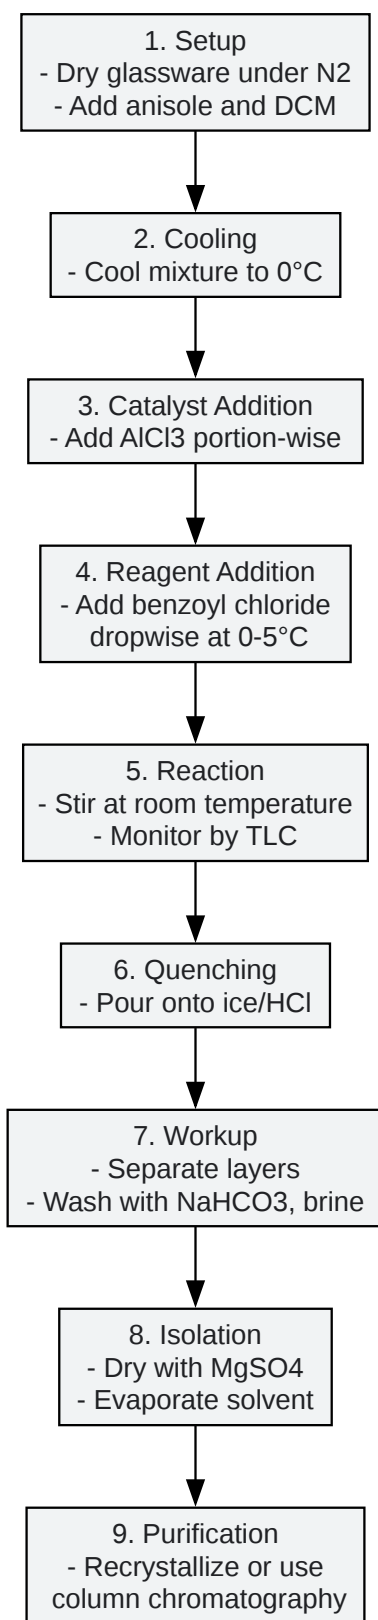 1. Setup
- Dry glassware under N2
- Add anisole and DCM
2. Cooling
- Cool mixture to 0°C
3. Catalyst Addition
- Add AlCl3 portion-wise
4. Reagent Addition
- Add benzoyl chloride
dropwise at 0-5°C
5. Reaction
- Stir at room temperature
- Monitor by TLC
6. Quenching
- Pour onto ice/HCl
7. Workup
- Separate layers
- Wash with NaHCO3, brine
8. Isolation
- Dry with MgSO4
- Evaporate solvent
9. Purification
- Recrystallize or use
column chromatography